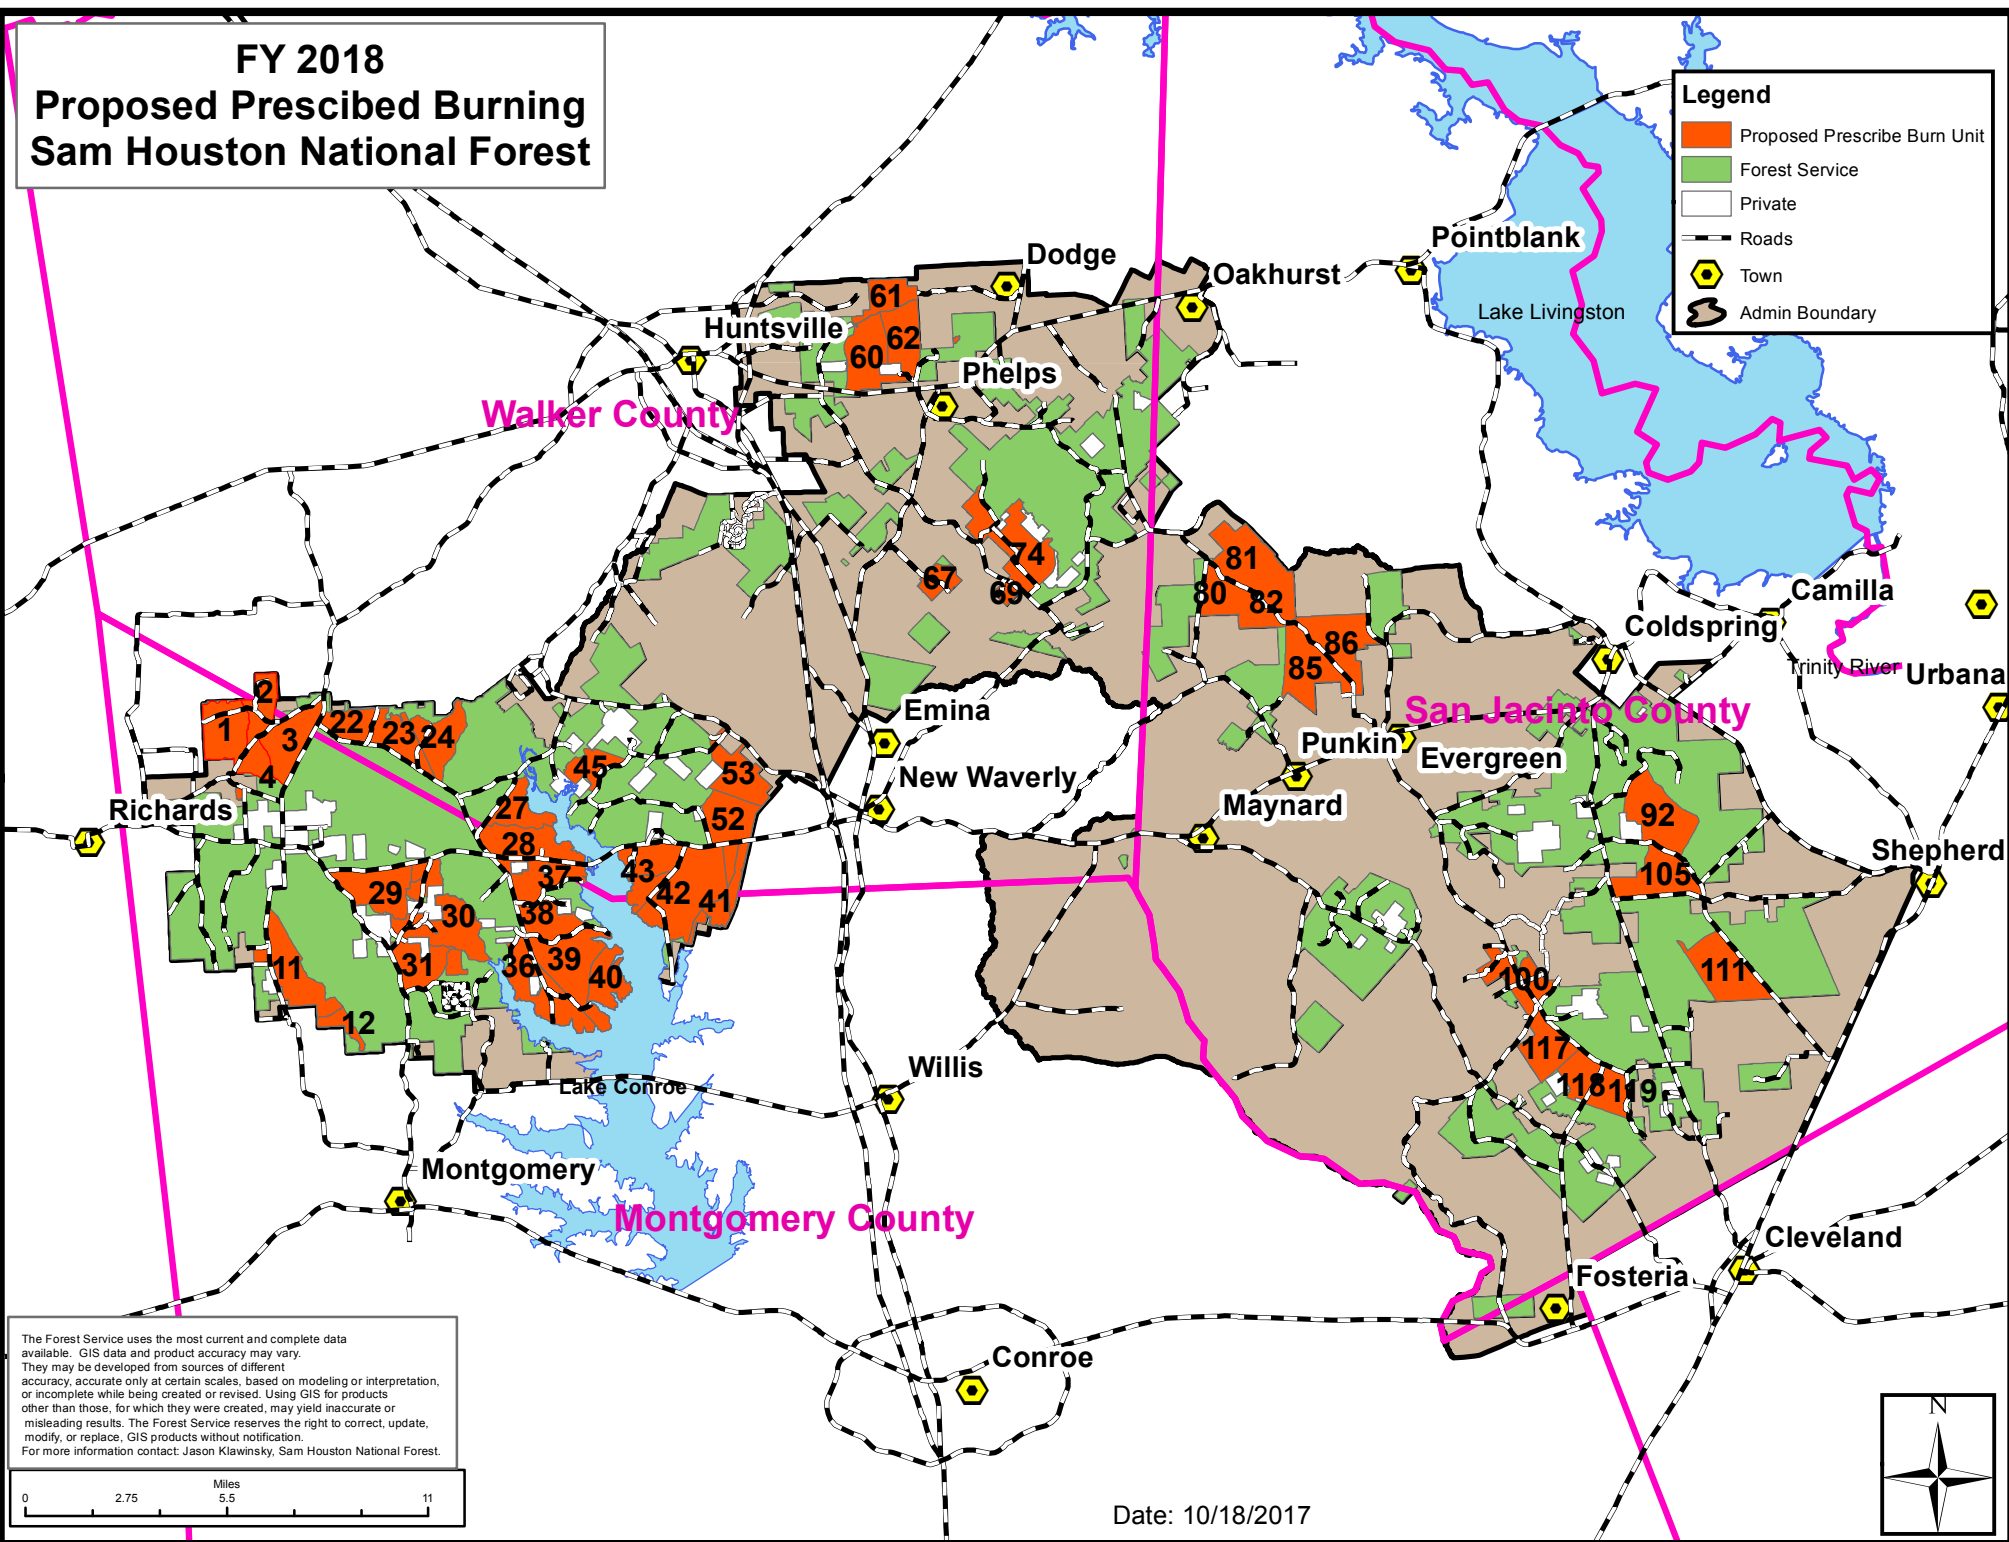 FY 2018
Proposed Prescibed Burning
Sam Houston National Forest
Legend
Proposed Prescribe Burn Unit
Forest Service
Private
Roads
Town
Admin Boundary
Dodge
Pointblank
Oakhurst
61
Lake Livingston
Huntsville
62
60
Phelps
Walker County
74
81
67
69
80
82
Camilla
Coldspring
86
85
Trinity River
Urbana
2
1
22
23
24
3
4
Emina
San Jacinto County
Punkin
Evergreen
45
53
New Waverly
Richards
27
52
28
Maynard
92
Shepherd
43
37
29
42
41
105
30
38
11
31
36
39
40
100
111
12
117
Willis
Lake Conroe
118
119
Montgomery
Montgomery County
Cleveland
Fosteria
Conroe
The Forest Service uses the most current and complete data
available. GIS data and product accuracy may vary.
They may be developed from sources of different
accuracy, accurate only at certain scales, based on modeling or interpretation,
or incomplete while being created or revised. Using GIS for products
other than those, for which they were created, may yield inaccurate or
misleading results. The Forest Service reserves the right to correct, update,
modify, or replace, GIS products without notification.
For more information contact: Jason Klawinsky, Sam Houston National Forest.
Miles
0 2.75 5.5 11
N
Date: 10/18/2017